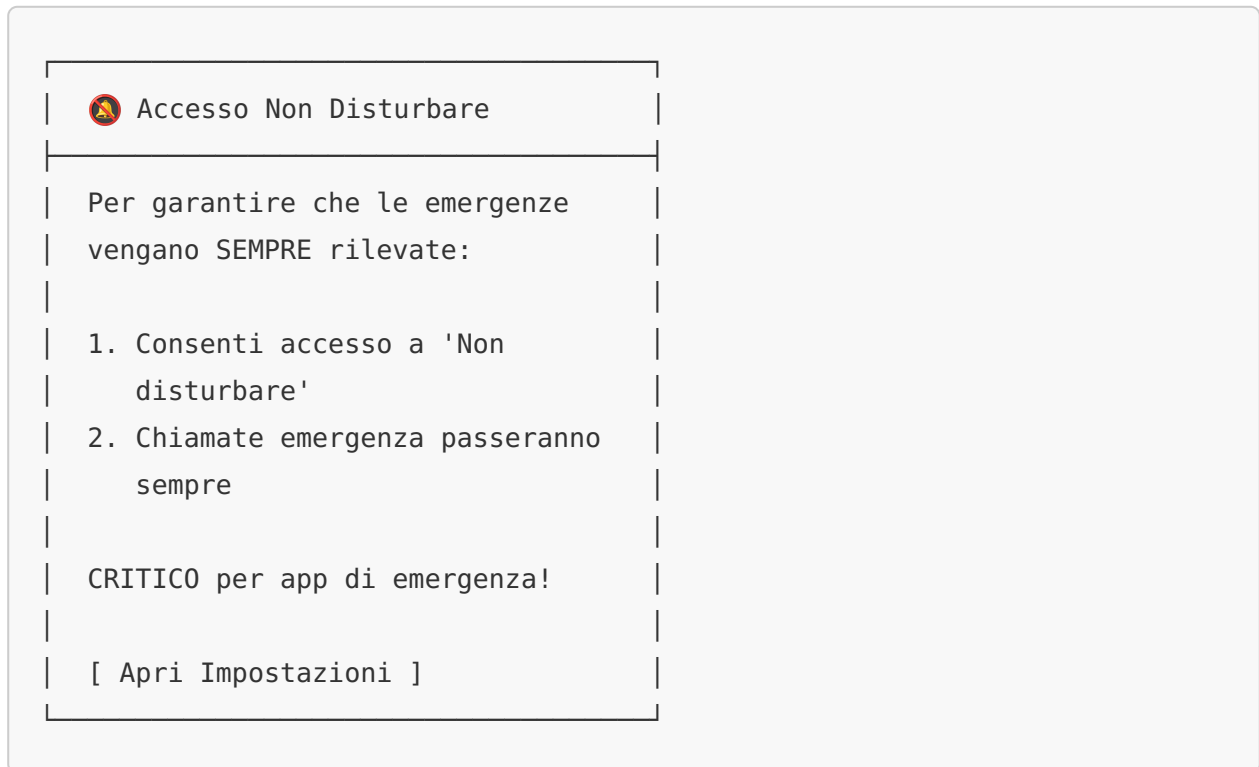 🔕 Accesso Non Disturbare
Per garantire che le emergenze
vengano SEMPRE rilevate:
1. Consenti accesso a 'Non
disturbare'
2. Chiamate emergenza passeranno
sempre
CRITICO per app di emergenza!
[ Apri Impostazioni ]